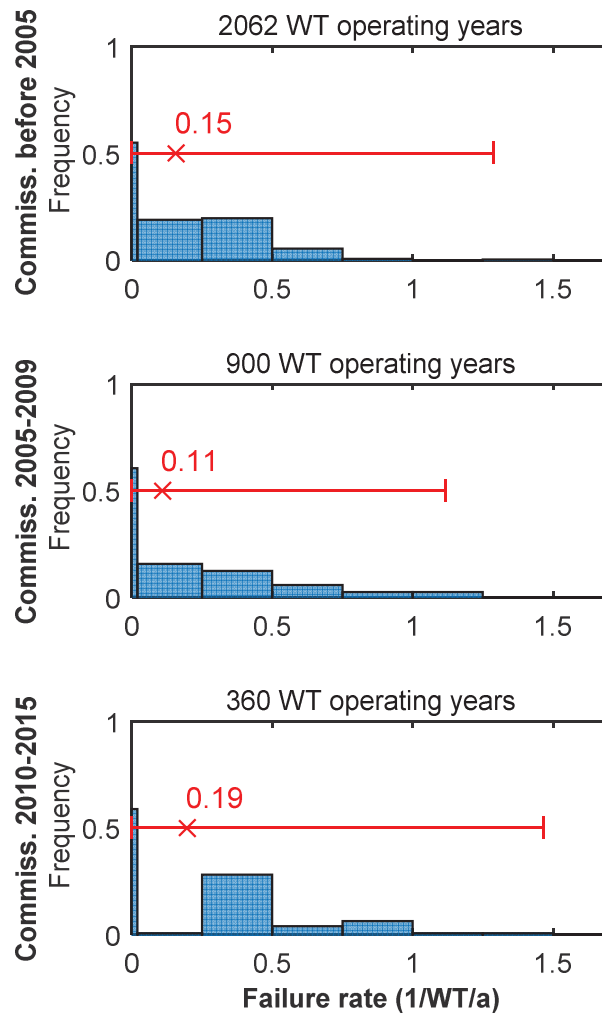 2062 WT operating years
Commiss. before 2005
Frequency
1
0.5
0
0.15
0 0.5 1 1.5
900 WT operating years
Commiss. 2005-2009
Frequency
1
0.5
0
0.11
0 0.5 1 1.5
360 WT operating years
Commiss. 2010-2015
Frequency
1
0.5
0
0.19
0 0.5 1 1.5
Failure rate (1/WT/a)